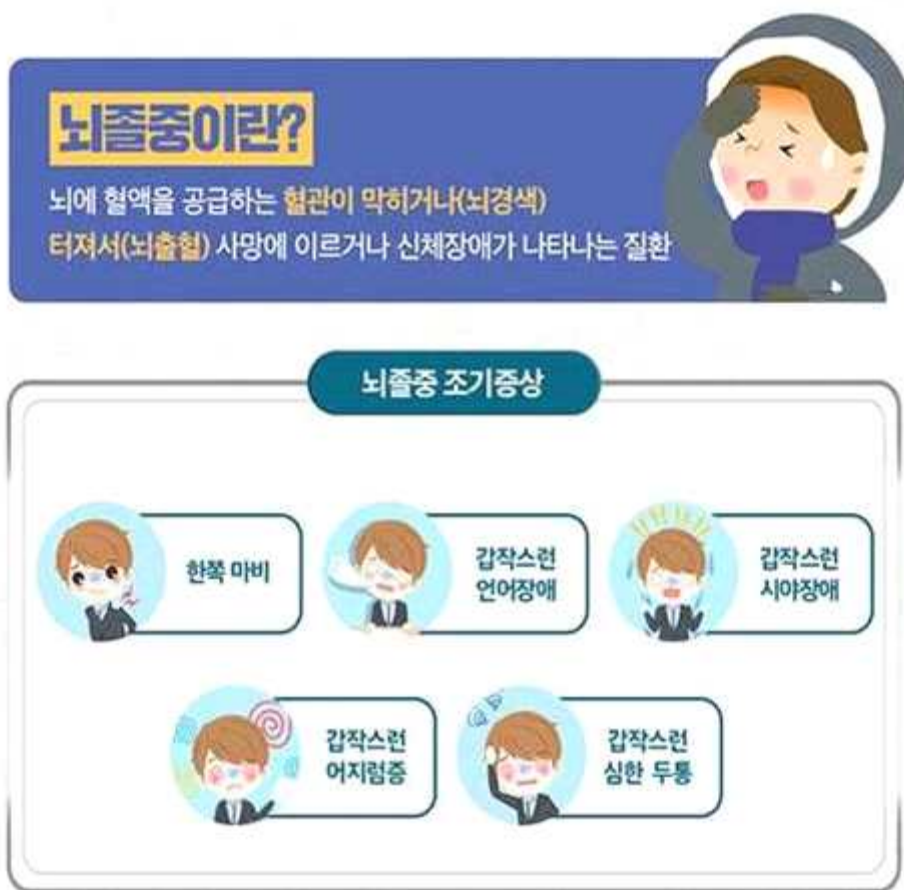 뇌졸중이란?
뇌에 혈액을 공급하는 혈관이 막히거나(뇌경색)
터져서(뇌출혈) 사망에 이르거나 신체장애가 나타나는 질환
뇌졸중 조기증상
한쪽 마비
갑작스런
언어장애
갑작스런
시야장애
갑작스런
어지럼증
갑작스런
심한 두통